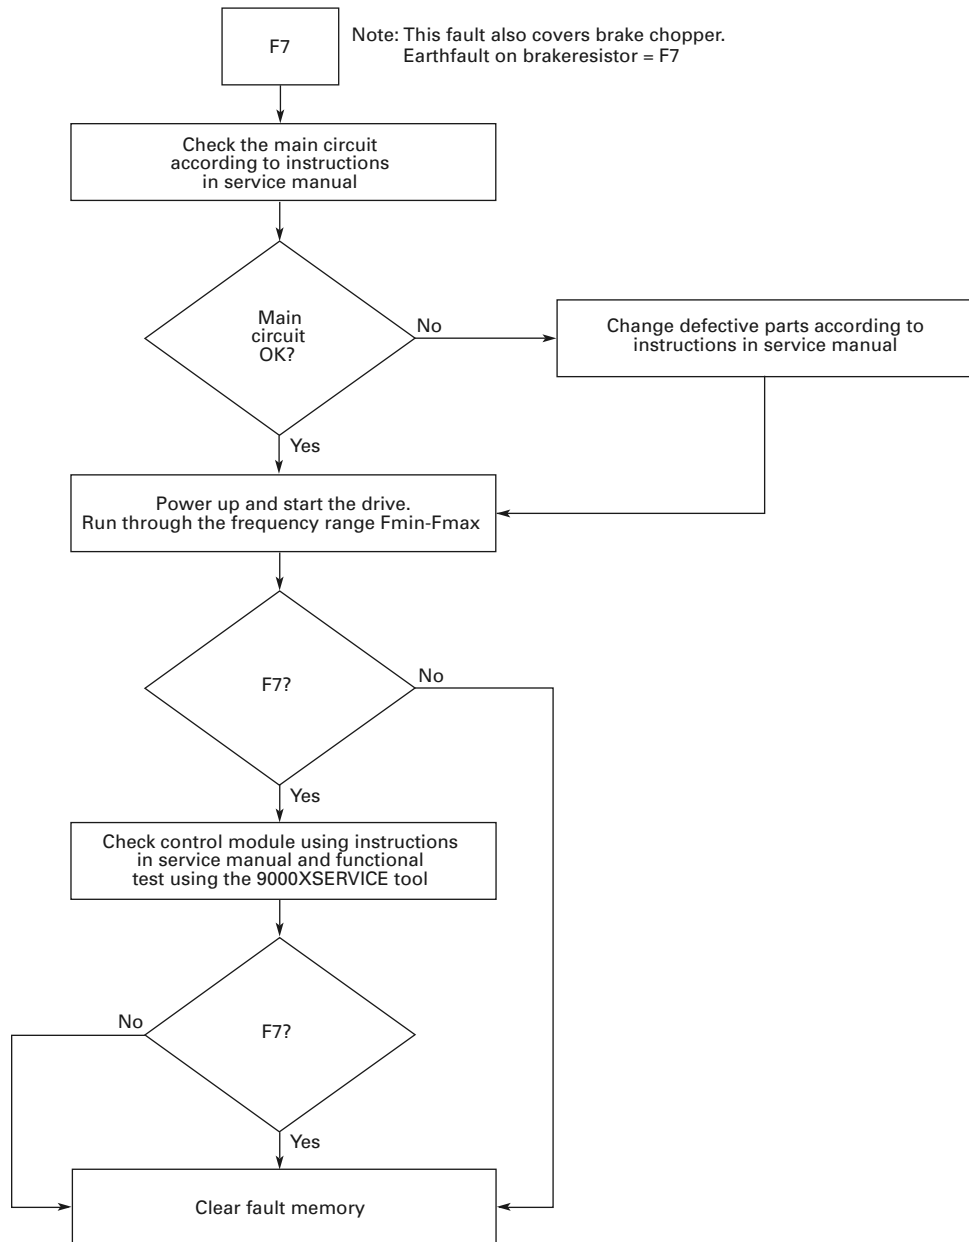 F7
Note: This fault also covers brake chopper.
Earthfault on brakeresistor = F7
Check the main circuit
according to instructions
in service manual
Main
circuit
OK?
No
Change defective parts according to
instructions in service manual
Yes
Power up and start the drive.
Run through the frequency range Fmin-Fmax
F7?
No
Yes
Check control module using instructions
in service manual and functional
test using the 9000XSERVICE tool
No
F7?
Yes
Clear fault memory